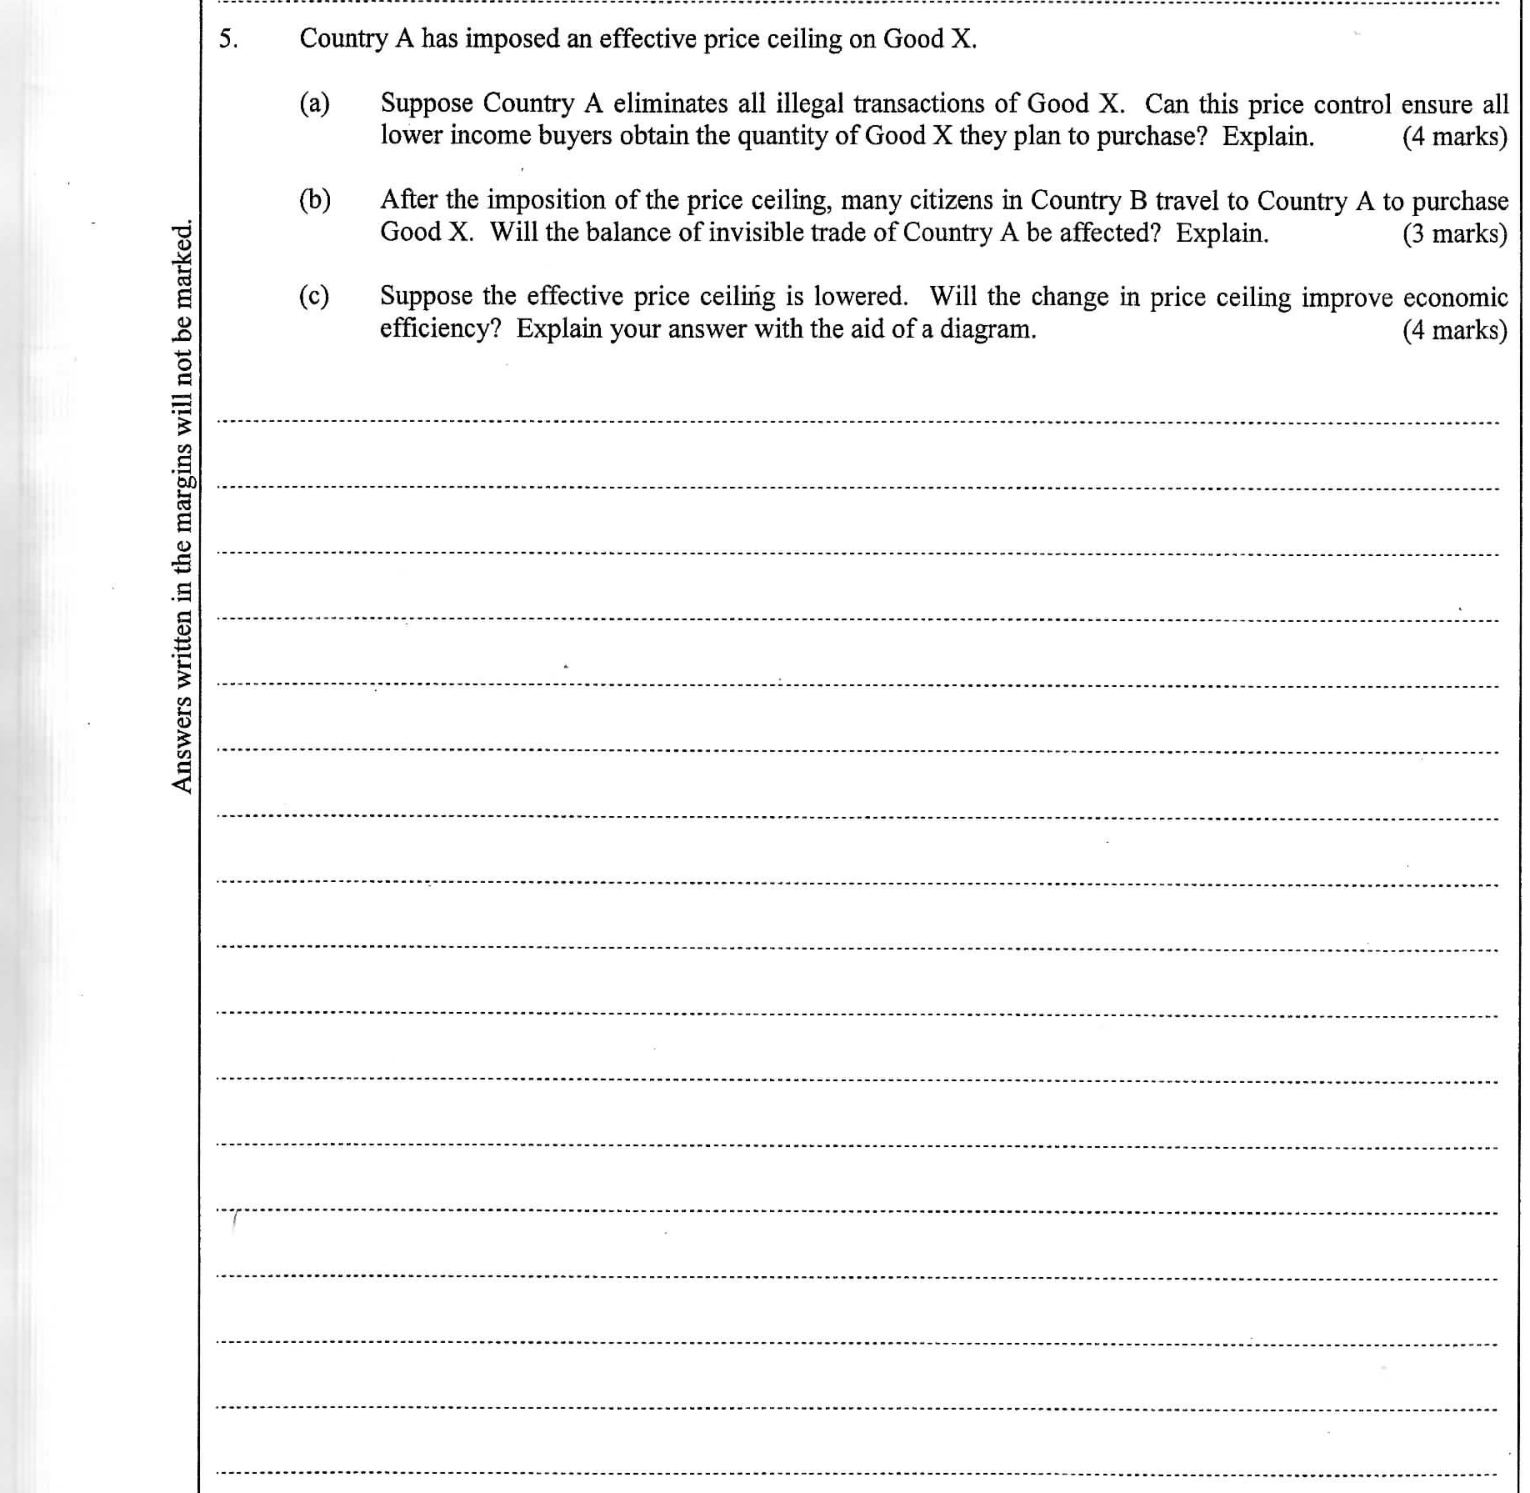 5. Country A has imposed an effective price ceiling on Good X.
(a) Suppose Country A eliminates all illegal transactions of Good X. Can this price control ensure all
lower income buyers obtain the quantity of Good X they plan to purchase? Explain. (4 marks)
(b) After the imposition of the price ceiling, many citizens in Country B travel to Country A to purchase
Good X. Will the balance of invisible trade of Country A be affected? Explain. (3 marks)
(c) Suppose the effective price ceiling is lowered. Will the change in price ceiling improve economic
efficiency? Explain your answer with the aid of a diagram. (4 marks)
Answers written in the margins will not be marked.